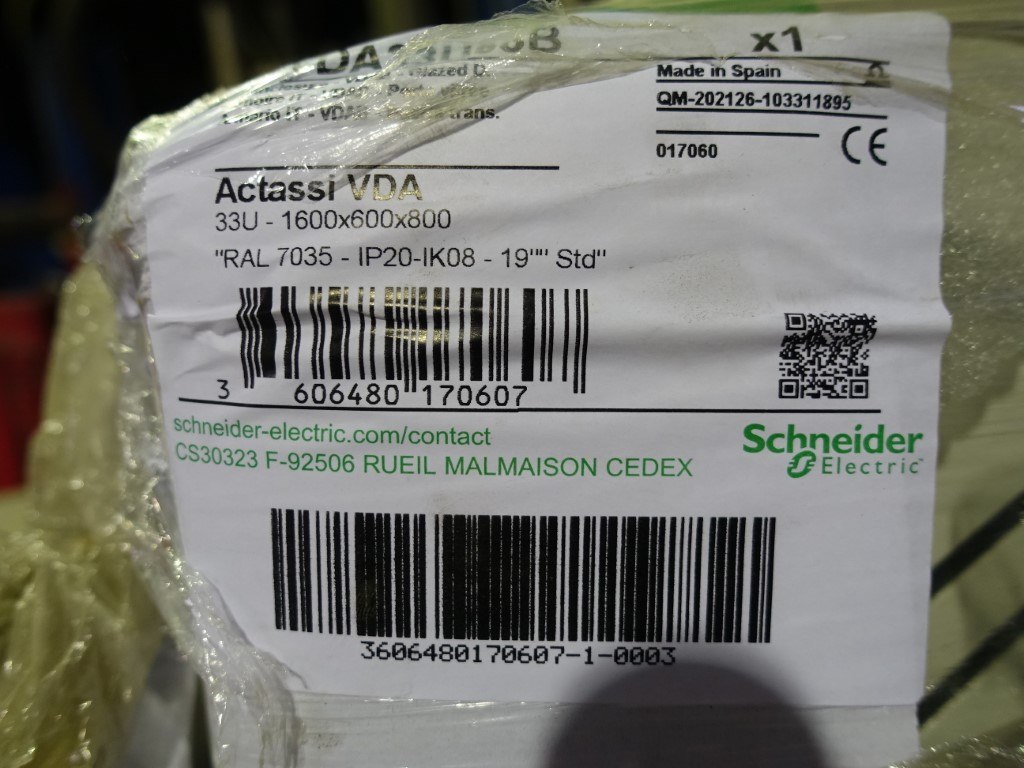 x1
Made in Spain
QM-202126-103311895
017060
CE
trans.
Actassi VDA
33U - 1600x600x800
"RAL 7035 - IP20-IK08 - 19"" Std"
3 606480 170607
schneider-electric.com/contact
CS30323 F-92506 RUEIL MALMAISON CEDEX
Schneider
Electric
3606480170607-1-0003